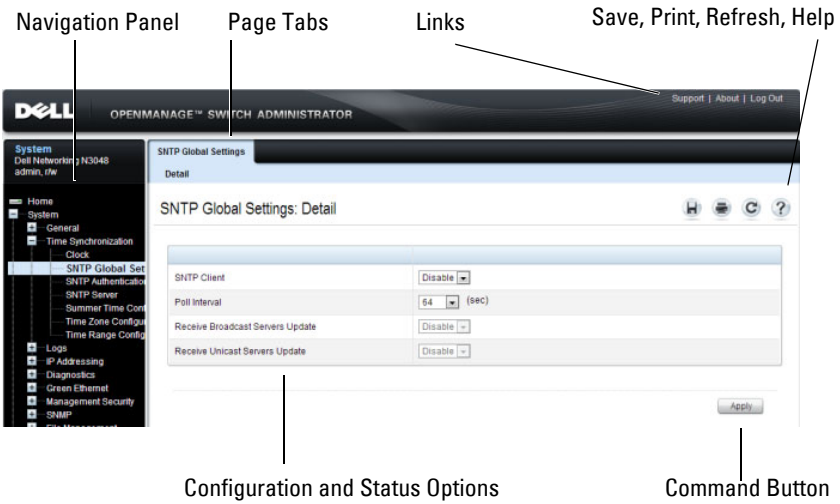 Navigation Panel
Page Tabs
Links
Save, Print, Refresh, Help
DELL
OPENMANAGE™ SWITCH ADMINISTRATOR
Support | About | Log Out
System
Dell Networking N3048
admin, r/w
SNTP Global Settings
Detail
Home
System
General
Time Synchronization
Clock
SNTP Global Set
SNTP Authentication
SNTP Server
Summer Time Conf
Time Zone Configur
Time Range Config
Logs
IP Addressing
Diagnostics
Green Ethernet
Management Security
SNMP
File Management
SNTP Global Settings: Detail
SNTP Client
Disable
Poll Interval
64
(sec)
Receive Broadcast Servers Update
Disable
Receive Unicast Servers Update
Disable
Apply
Configuration and Status Options
Command Button